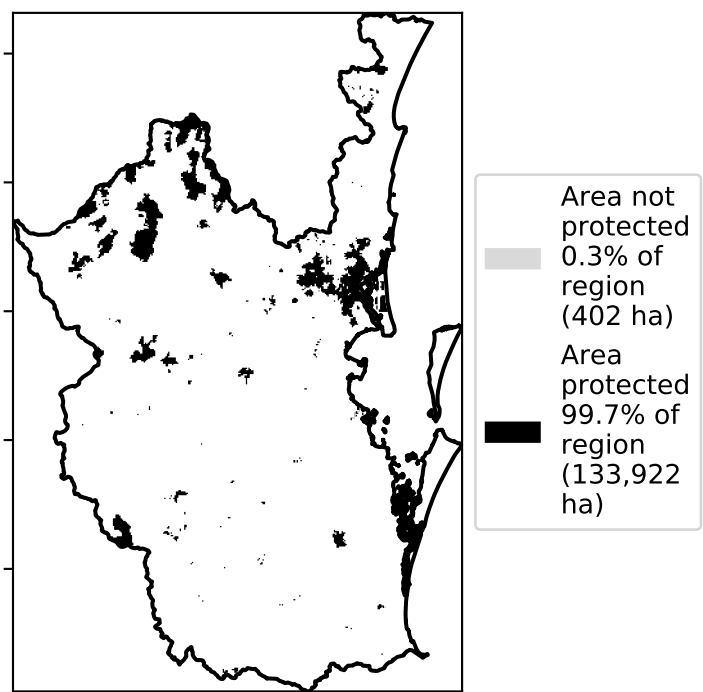 Area not
protected
0.3% of
region
(402 ha)
Area
protected
99.7% of
region
(133,922
ha)